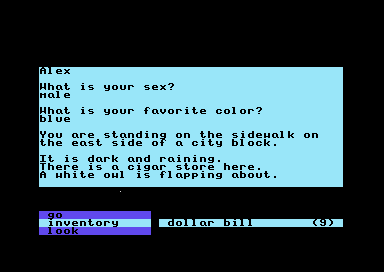 Alex
What is your sex?
male
What is your favorite color?
blue
You are standing on the sidewalk on
the east side of a city block.
It is dark and raining.
There is a cigar store here.
A white owl is flapping about.
go
inventory dollar bill (9)
look